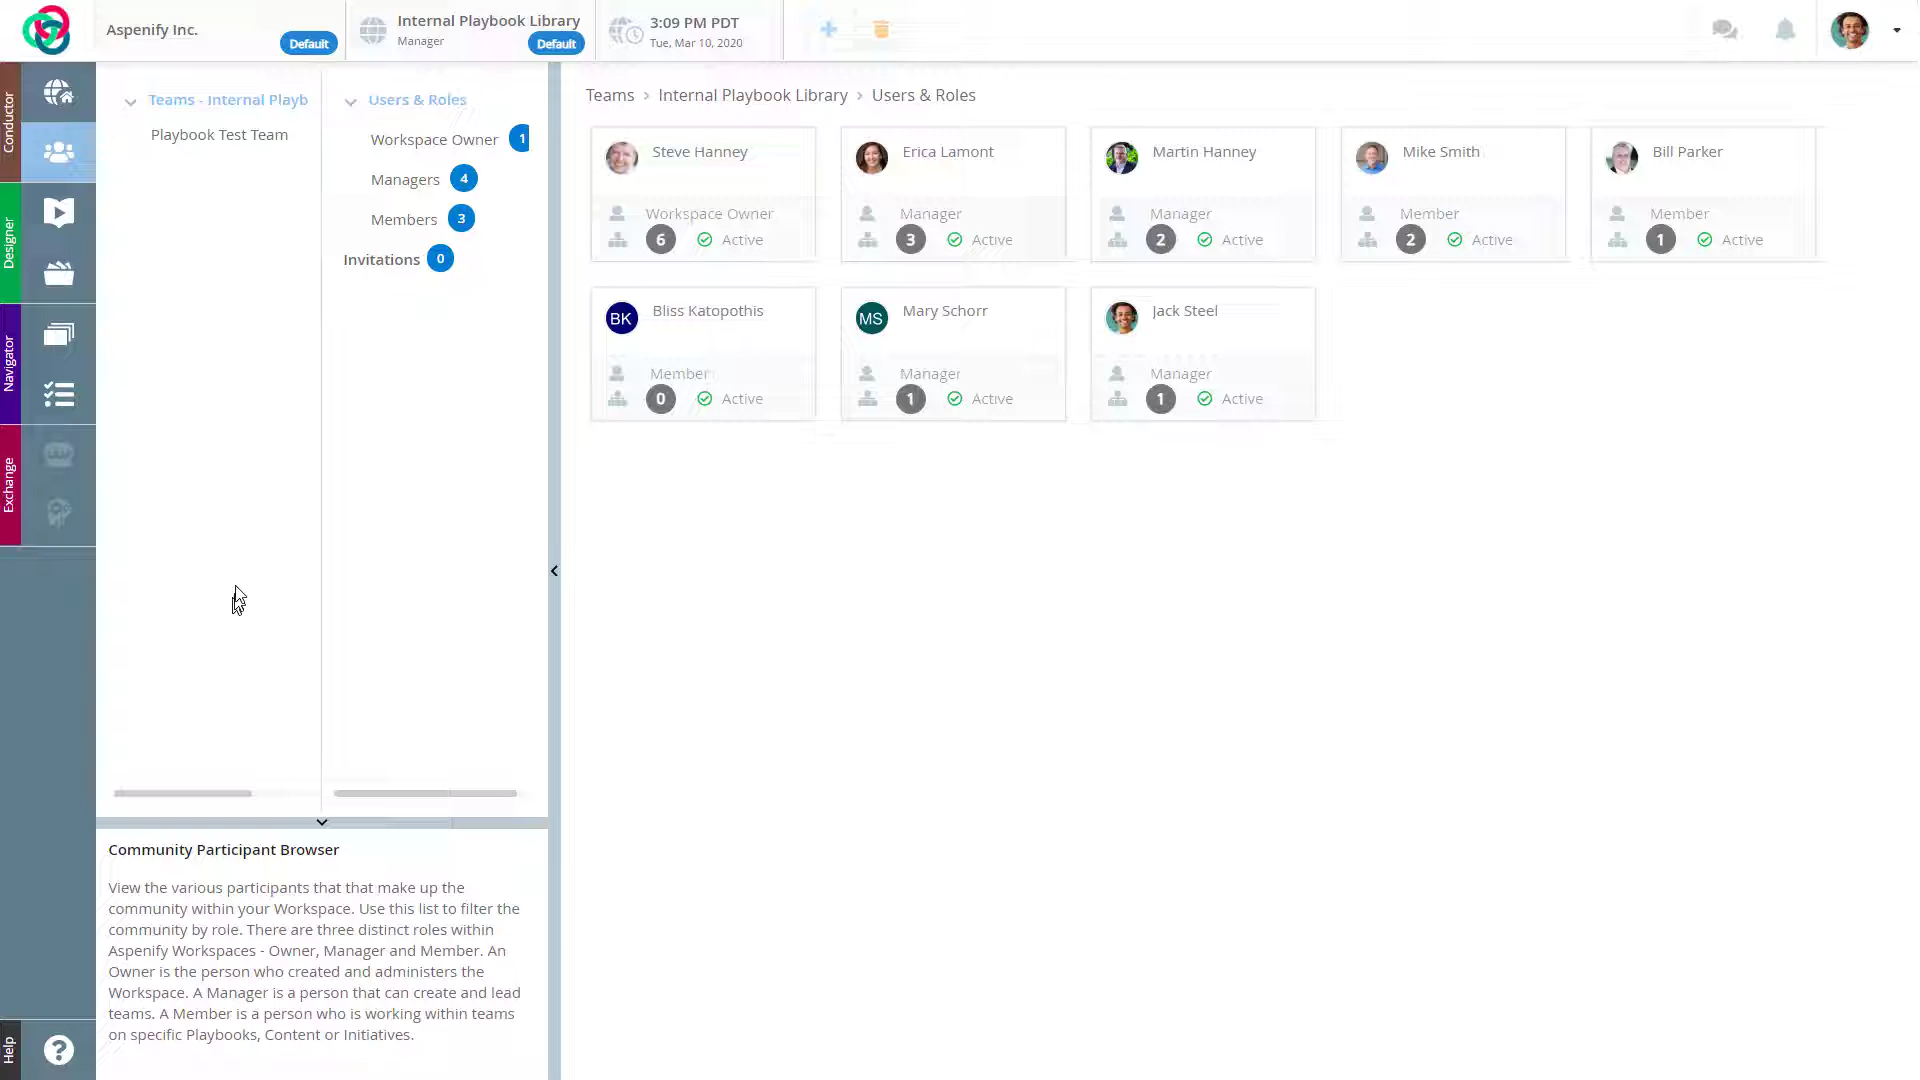 Aspenify Inc.
Default
Internal Playbook Library
Manager
Default
3:09 PM PDT
Tue, Mar 10, 2020
Conductor
Designer
Navigator
Exchange
Help
Teams - Internal Playb
Playbook Test Team
Users & Roles
Workspace Owner 1
Managers 4
Members 3
Invitations 0
Teams > Internal Playbook Library > Users & Roles
Steve Hanney
Workspace Owner
6 Active
Erica Lamont
Manager
3 Active
Martin Hanney
Manager
2 Active
Mike Smith
Member
2 Active
Bill Parker
Member
1 Active
BK Bliss Katopothis
Member
0 Active
MS Mary Schorr
Manager
1 Active
Jack Steel
Manager
1 Active
Community Participant Browser
View the various participants that that make up the
community within your Workspace. Use this list to filter the
community by role. There are three distinct roles within
Aspenify Workspaces - Owner, Manager and Member. An
Owner is the person who created and administers the
Workspace. A Manager is a person that can create and lead
teams. A Member is a person who is working within teams
on specific Playbooks, Content or Initiatives.